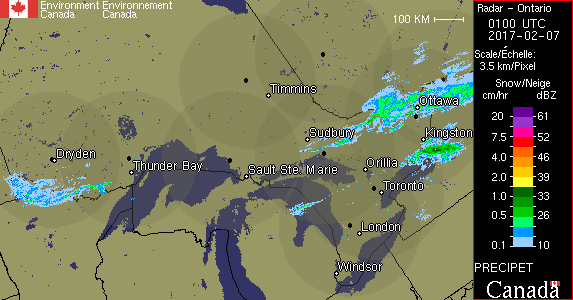 Environment Environnement
Canada Canada
100 KM
Timmins
Ottawa
Sudbury
Kingston
Dryden
Thunder Bay
Sault Ste. Marie
Orillia
Toronto
London
Windsor
Radar - Ontario
0100 UTC
2017-02-07
Scale/Échelle:
3.5 km/Pixel
Snow/Neige
cm/hr dBZ
20 61
7.5 52
4.0 46
2.0 39
1.0 33
0.5 26
0.1 10
PRECIPET
Canada